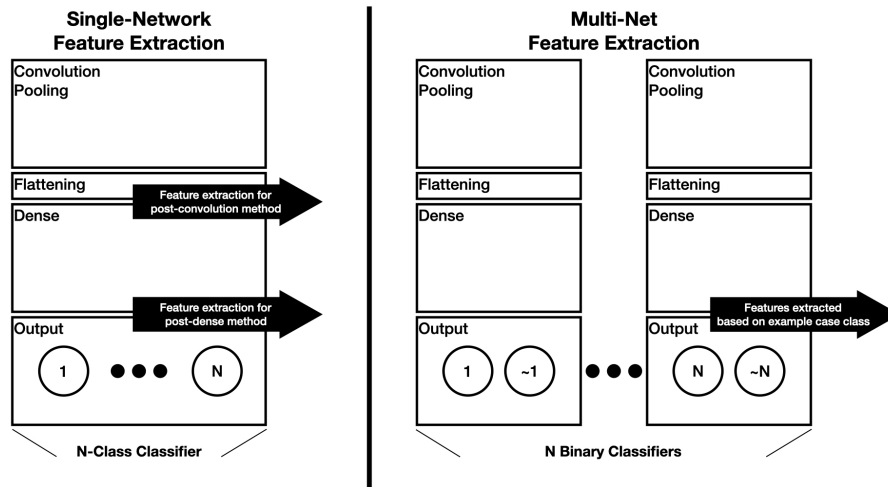 Single-Network
Feature Extraction
Convolution
Pooling
Flattening
Feature extraction for
post-convolution method
Dense
Feature extraction for
post-dense method
Output
1
N
N-Class Classifier
Multi-Net
Feature Extraction
Convolution
Pooling
Flattening
Dense
Output
1
~1
Convolution
Pooling
Flattening
Dense
Features extracted
based on example case class
Output
N
~N
N Binary Classifiers